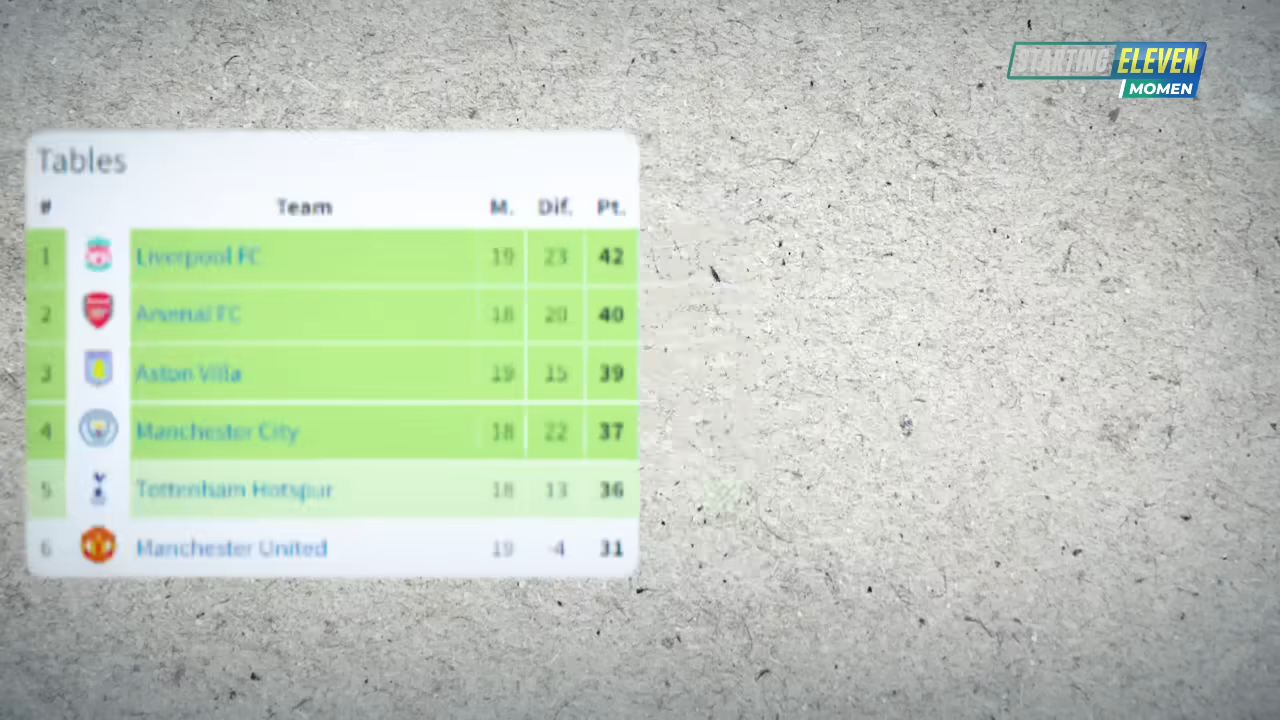 STARTING ELEVEN
MOMEN
Tables
# Team M. Dif. Pt.
1 Liverpool FC 19 23 42
2 Arsenal FC 18 20 40
3 Aston Villa 19 15 39
4 Manchester City 18 22 37
5 Tottenham Hotspur 18 13 36
6 Manchester United 19 -4 31